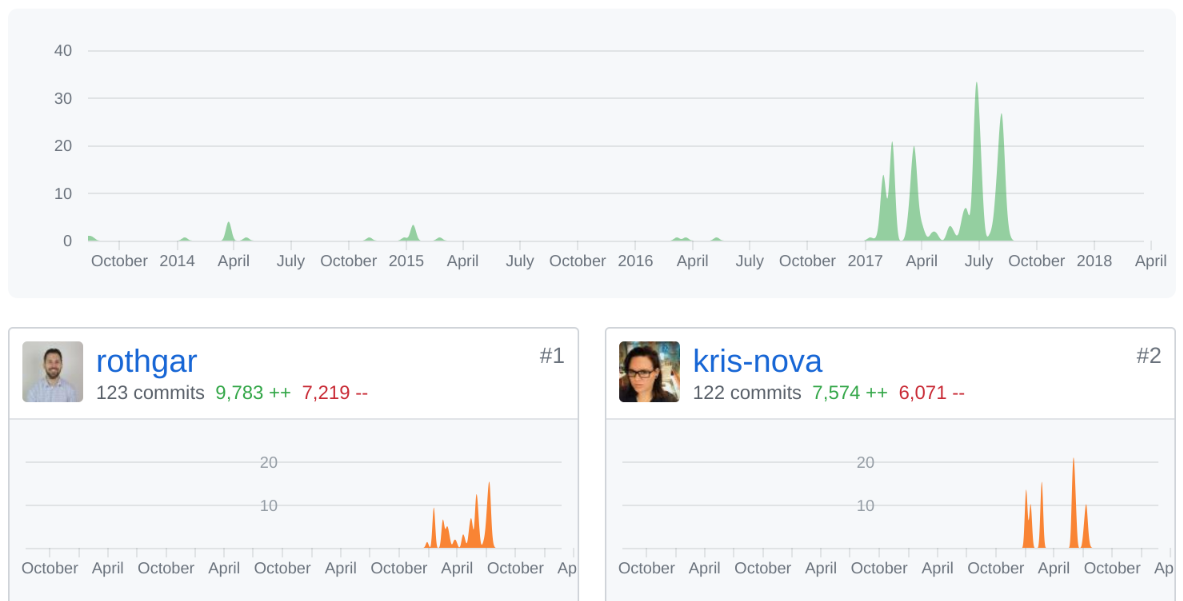 40
30
20
10
0
October 2014 April July October 2015 April July October 2016 April July October 2017 April July October 2018 April
rothgar #1
123 commits 9,783 ++ 7,219 --
20
10
October April October April October April October April October Ap
kris-nova #2
122 commits 7,574 ++ 6,071 --
20
10
October April October April October April October April October Ap